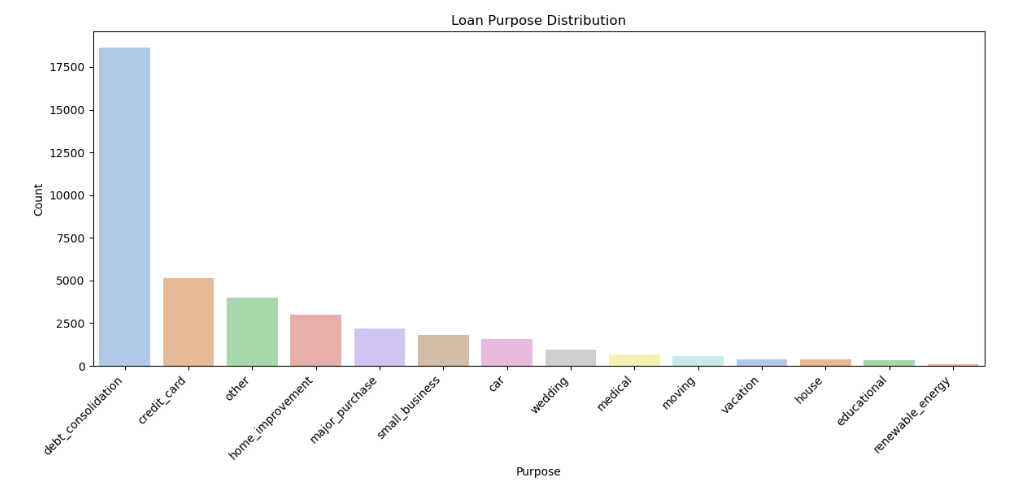 Loan Purpose Distribution
17500
15000
12500
10000
7500
5000
2500
0
Count
debt_consolidation
credit_card
other
home_improvement
major_purchase
small_business
car
wedding
medical
moving
vacation
house
educational
renewable_energy
Purpose